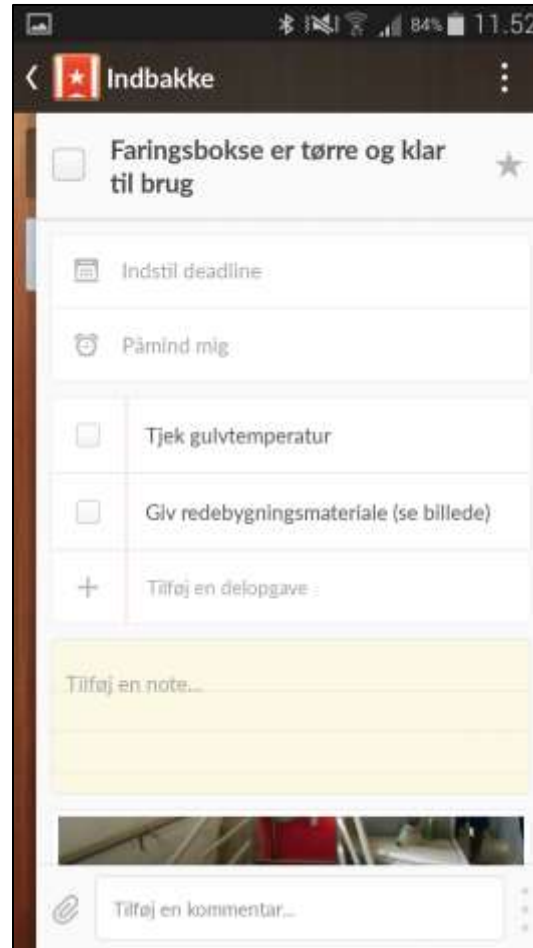 84% 11.52
Indbakke
Faringsbokse er tørre og klar
til brug
Indstil deadline
Påmind mig
Tjek gulvtemperatur
Giv redebygningsmateriale (se billede)
Tilføj en delopgave
Tilføj en note...
Tilføj en kommentar...